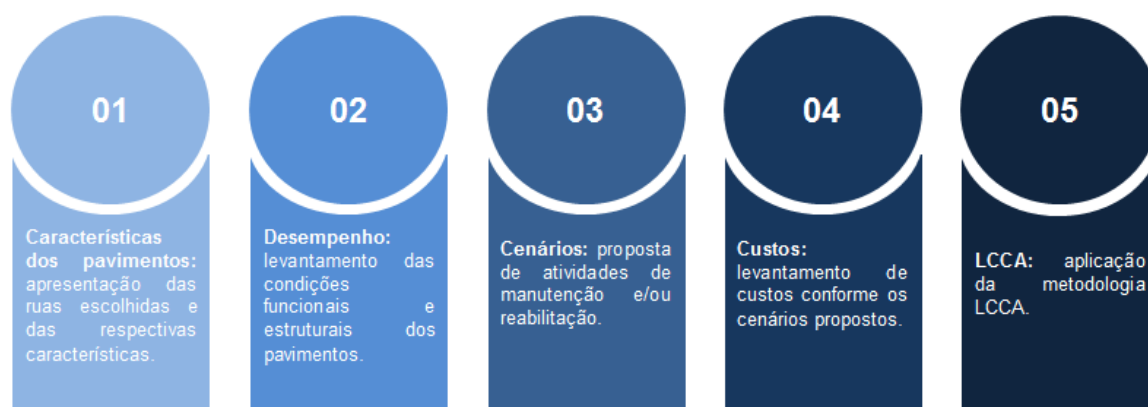 01
Características
dos pavimentos:
apresentação das
ruas escolhidas e
das respectivas
características.
02
Desempenho:
levantamento das
condições
funcionais e
estruturais dos
pavimentos.
03
Cenários: proposta
de atividades de
manutenção e/ou
reabilitação.
04
Custos:
levantamento de
custos conforme os
cenários propostos.
05
LCCA: aplicação
da metodologia
LCCA.